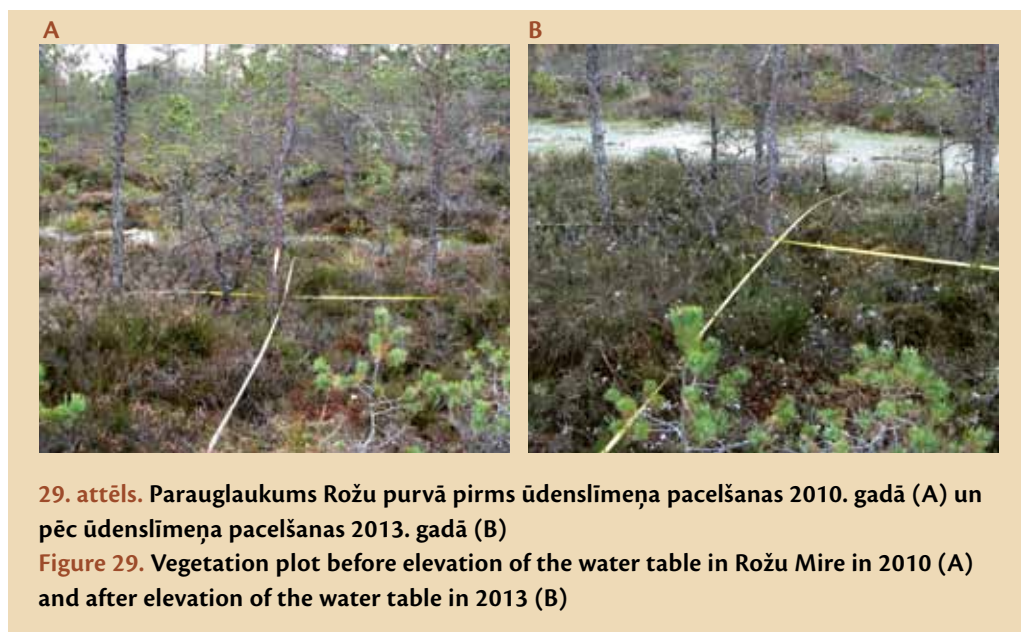 A
B
29. attēls. Parauglaukums Rožu purvā pirms ūdenslīmeņa pacelšanas 2010. gadā (A) un
pēc ūdenslīmeņa pacelšanas 2013. gadā (B)
Figure 29. Vegetation plot before elevation of the water table in Rožu Mire in 2010 (A)
and after elevation of the water table in 2013 (B)